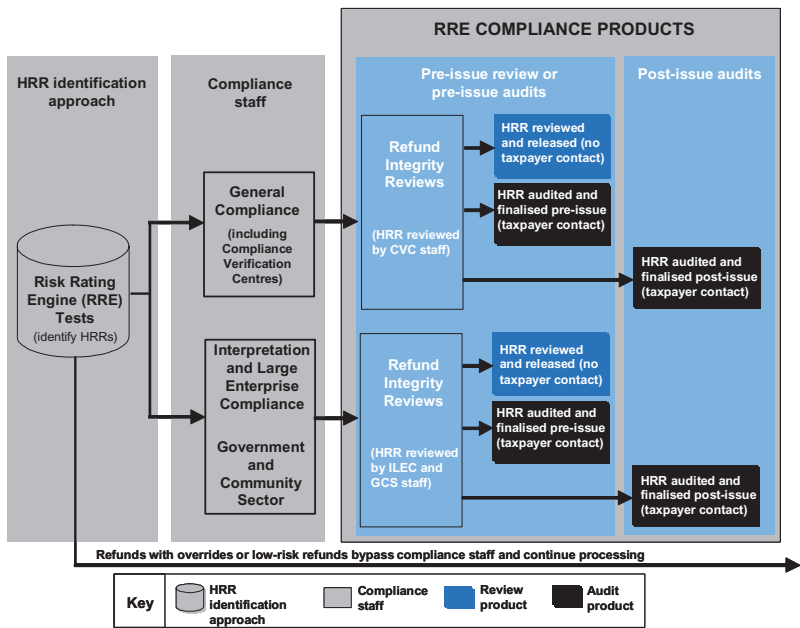 RRE COMPLIANCE PRODUCTS
HRR identification
approach
Compliance
staff
Pre-issue review or
pre-issue audits
Post-issue audits
Risk Rating
Engine (RRE)
Tests
(identify HRRs)
General
Compliance
(including
Compliance
Verification
Centres)
Refund
Integrity
Reviews
(HRR reviewed
by CVC staff)
HRR reviewed
and released (no
taxpayer contact)
HRR audited and
finalised pre-issue
(taxpayer contact)
HRR audited and
finalised post-issue
(taxpayer contact)
Interpretation
and Large
Enterprise
Compliance
Government
and
Community
Sector
Refund
Integrity
Reviews
(HRR reviewed
by ILEC and
GCS staff)
HRR reviewed
and released (no
taxpayer contact)
HRR audited and
finalised pre-issue
(taxpayer contact)
HRR audited and
finalised post-issue
(taxpayer contact)
Refunds with overrides or low-risk refunds bypass compliance staff and continue processing
Key
HRR
identification
approach
Compliance
staff
Review
product
Audit
product